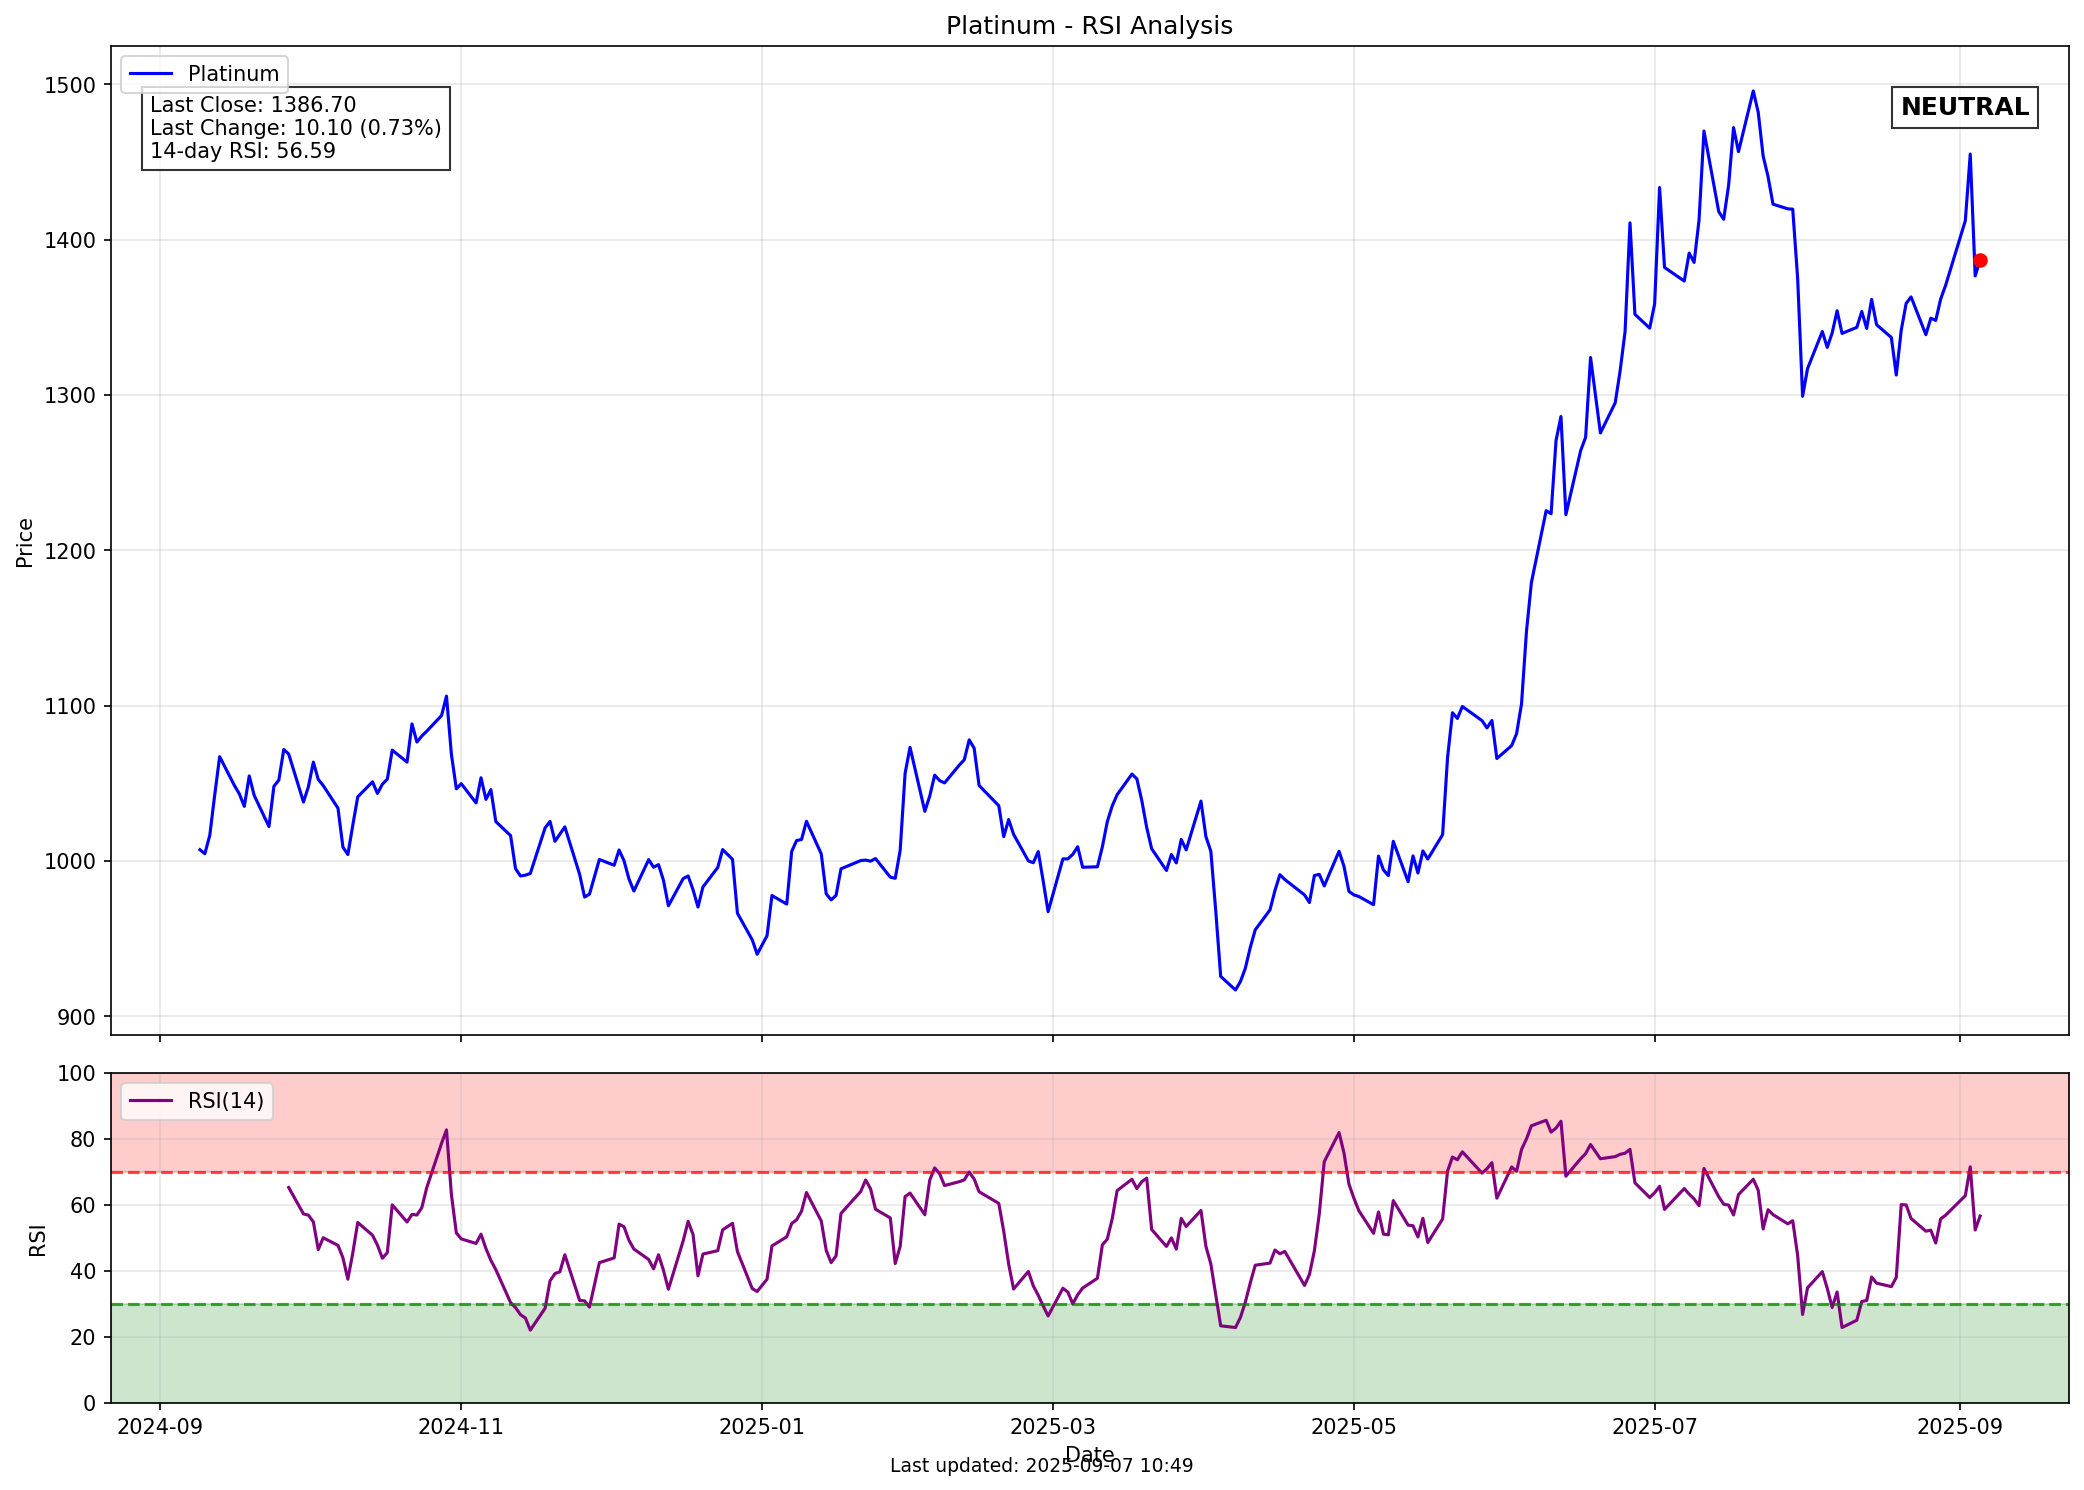 Platinum - RSI Analysis
Platinum
Last Close: 1386.70
Last Change: 10.10 (0.73%)
14-day RSI: 56.59
NEUTRAL
1500
1400
1300
1200
1100
1000
900
Price
RSI(14)
100
80
60
40
20
0
RSI
2024-09
2024-11
2025-01
2025-03
2025-05
2025-07
2025-09
Date
Last updated: 2025-09-07 10:49